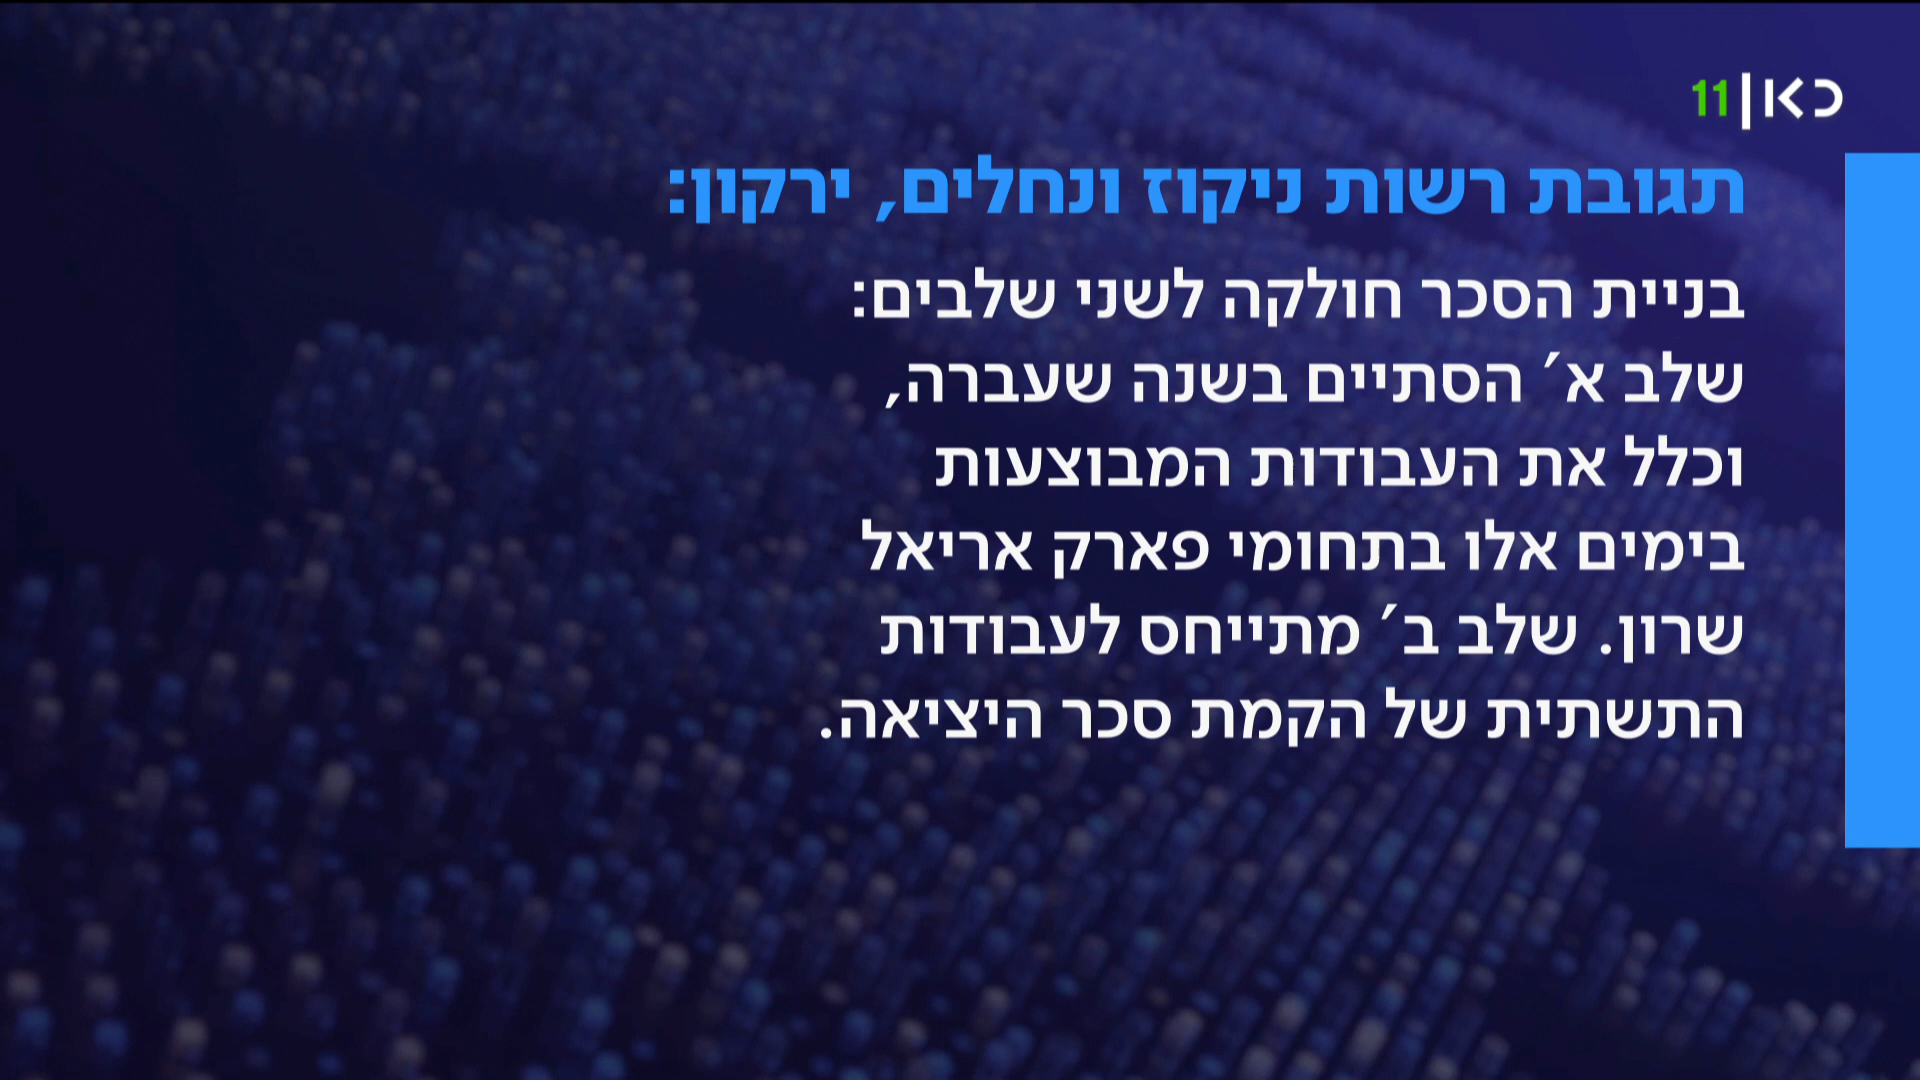 כאן|11
תגובת רשות ניקוז ונחלים, ירקון:
בניית הסכר חולקה לשני שלבים:
שלב א׳ הסתיים בשנה שעברה,
וכלל את העבודות המבוצעות
בימים אלו בתחומי פארק אריאל
שרון. שלב ב׳ מתייחס לעבודות
התשתית של הקמת סכר היציאה.